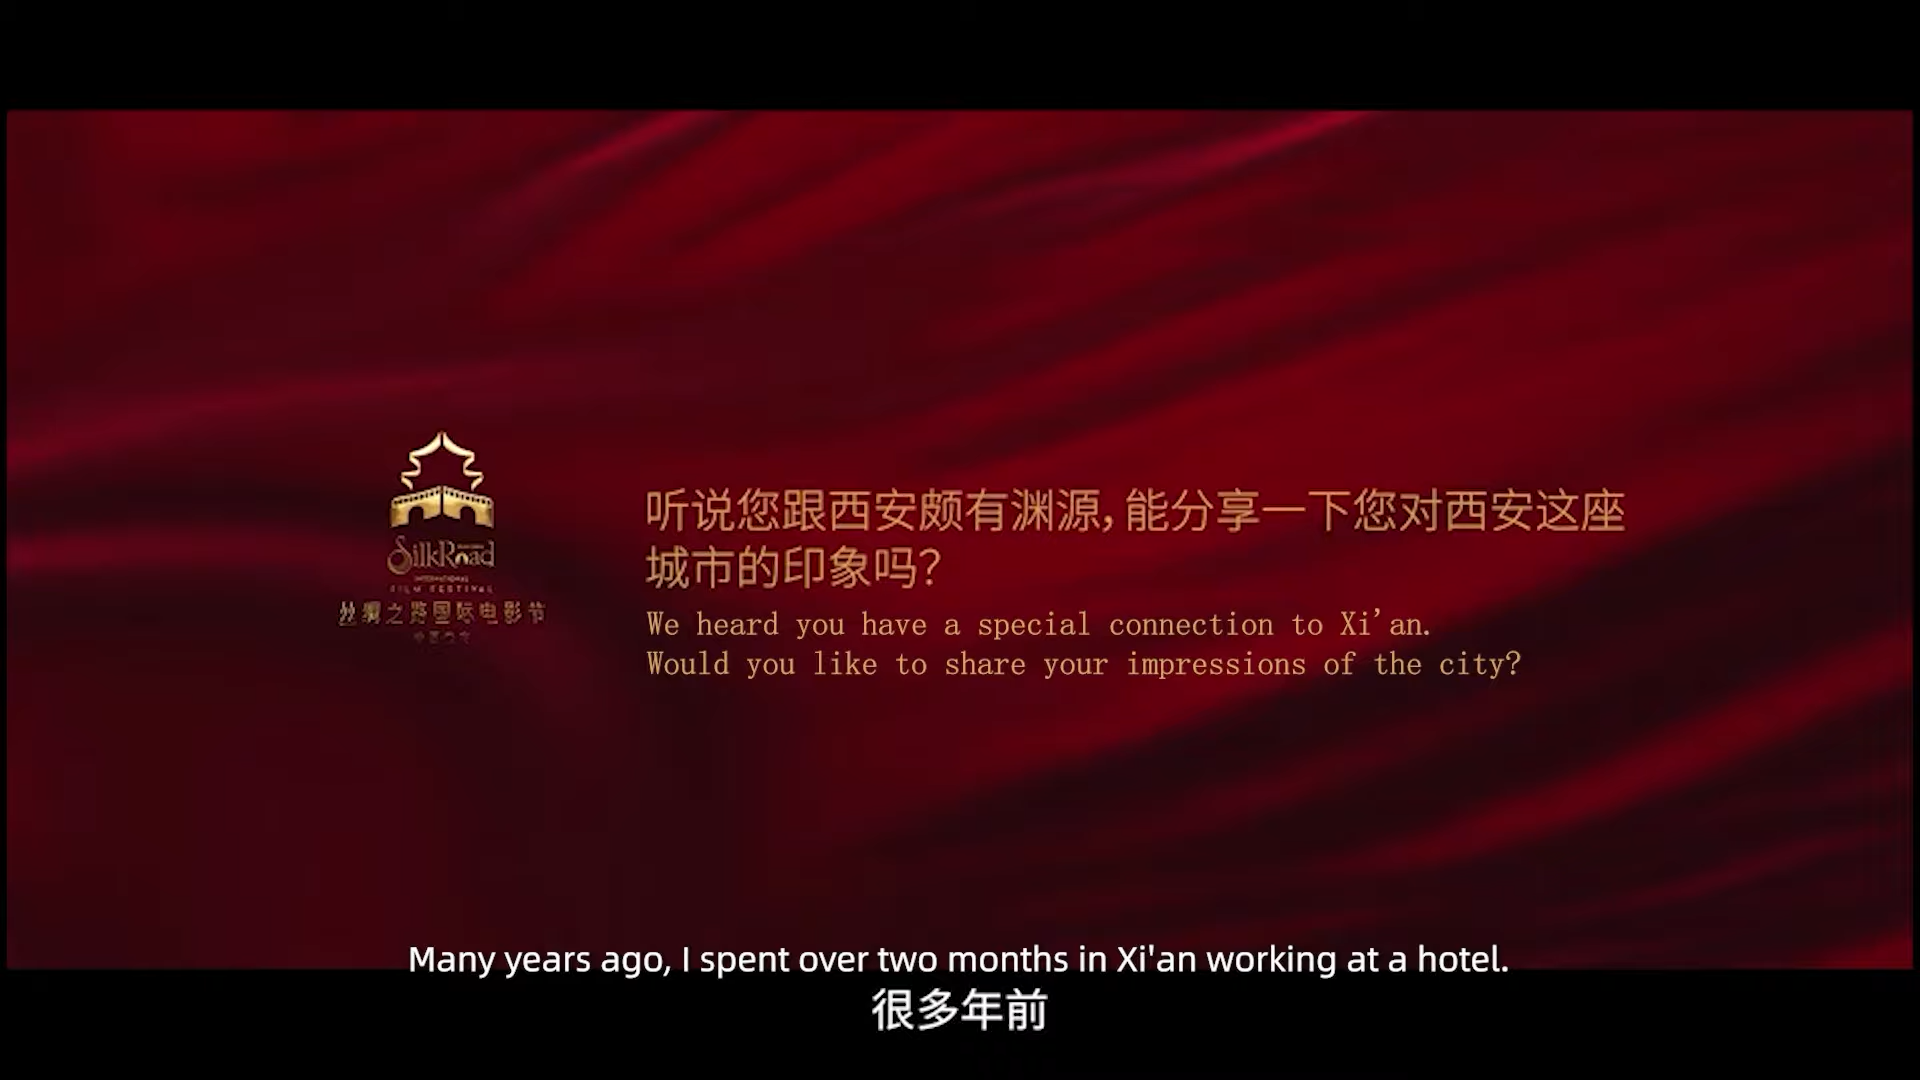 SilkRoad
INTERNATIONAL
FILM FESTIVAL
丝绸之路国际电影节
听说您跟西安颇有渊源，能分享一下您对西安这座
城市的印象吗？
We heard you have a special connection to Xi’an.
Would you like to share your impressions of the city?
Many years ago, I spent over two months in Xi'an working at a hotel.
很多年前